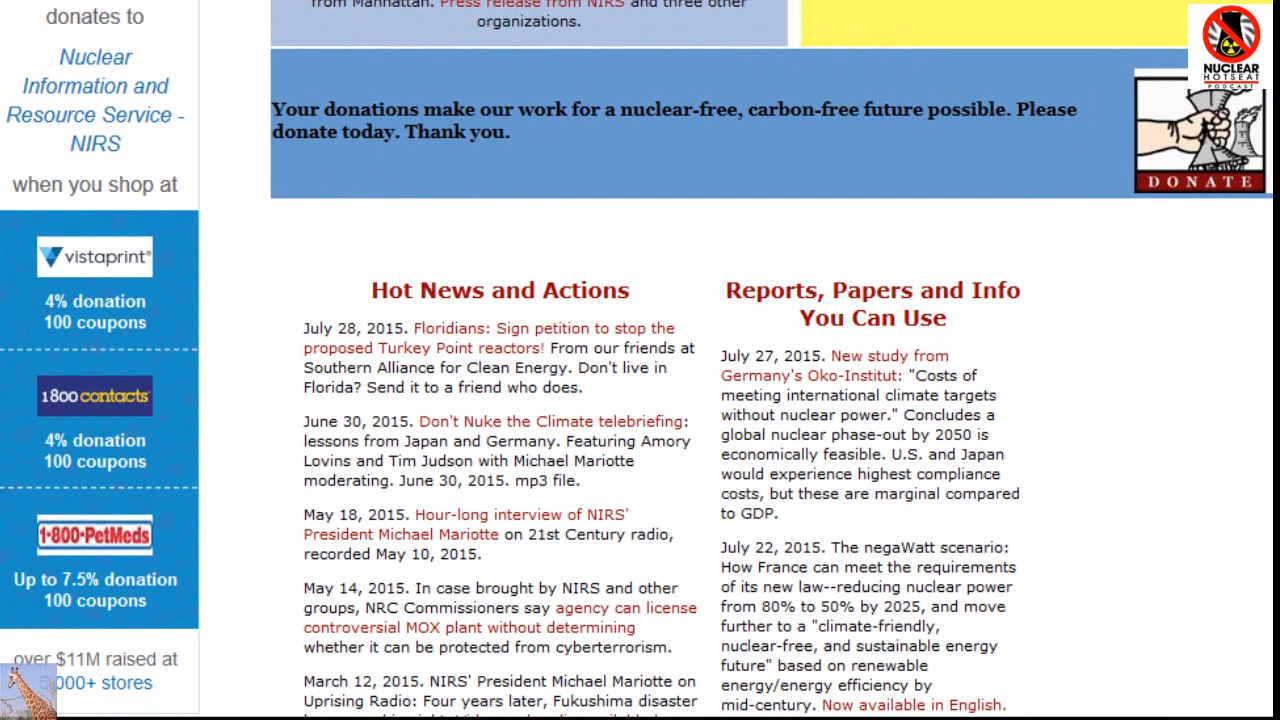 donates to
Nuclear
Information and
Resource Service -
NIRS
when you shop at
vistaprint®
4% donation
100 coupons
1800contacts
4% donation
100 coupons
1-800-PetMeds
Up to 7.5% donation
100 coupons
over $11M raised at
000+ stores
from Manhattan. Press release from NIRS and three other
organizations.
Your donations make our work for a nuclear-free, carbon-free future possible. Please
donate today. Thank you.
NUCLEAR
HOTSEAT
PODCAST
DONATE
Hot News and Actions
July 28, 2015. Floridians: Sign petition to stop the
proposed Turkey Point reactors! From our friends at
Southern Alliance for Clean Energy. Don't live in
Florida? Send it to a friend who does.
June 30, 2015. Don't Nuke the Climate telebriefing:
lessons from Japan and Germany. Featuring Amory
Lovins and Tim Judson with Michael Mariotte
moderating. June 30, 2015. mp3 file.
May 18, 2015. Hour-long interview of NIRS'
President Michael Mariotte on 21st Century radio,
recorded May 10, 2015.
May 14, 2015. In case brought by NIRS and other
groups, NRC Commissioners say agency can license
controversial MOX plant without determining
whether it can be protected from cyberterrorism.
March 12, 2015. NIRS' President Michael Mariotte on
Uprising Radio: Four years later, Fukushima disaster
Reports, Papers and Info
You Can Use
July 27, 2015. New study from
Germany's Oko-Institut: "Costs of
meeting international climate targets
without nuclear power." Concludes a
global nuclear phase-out by 2050 is
economically feasible. U.S. and Japan
would experience highest compliance
costs, but these are marginal compared
to GDP.
July 22, 2015. The negaWatt scenario:
How France can meet the requirements
of its new law--reducing nuclear power
from 80% to 50% by 2025, and move
further to a "climate-friendly,
nuclear-free, and sustainable energy
future" based on renewable
energy/energy efficiency by
mid-century. Now available in English.